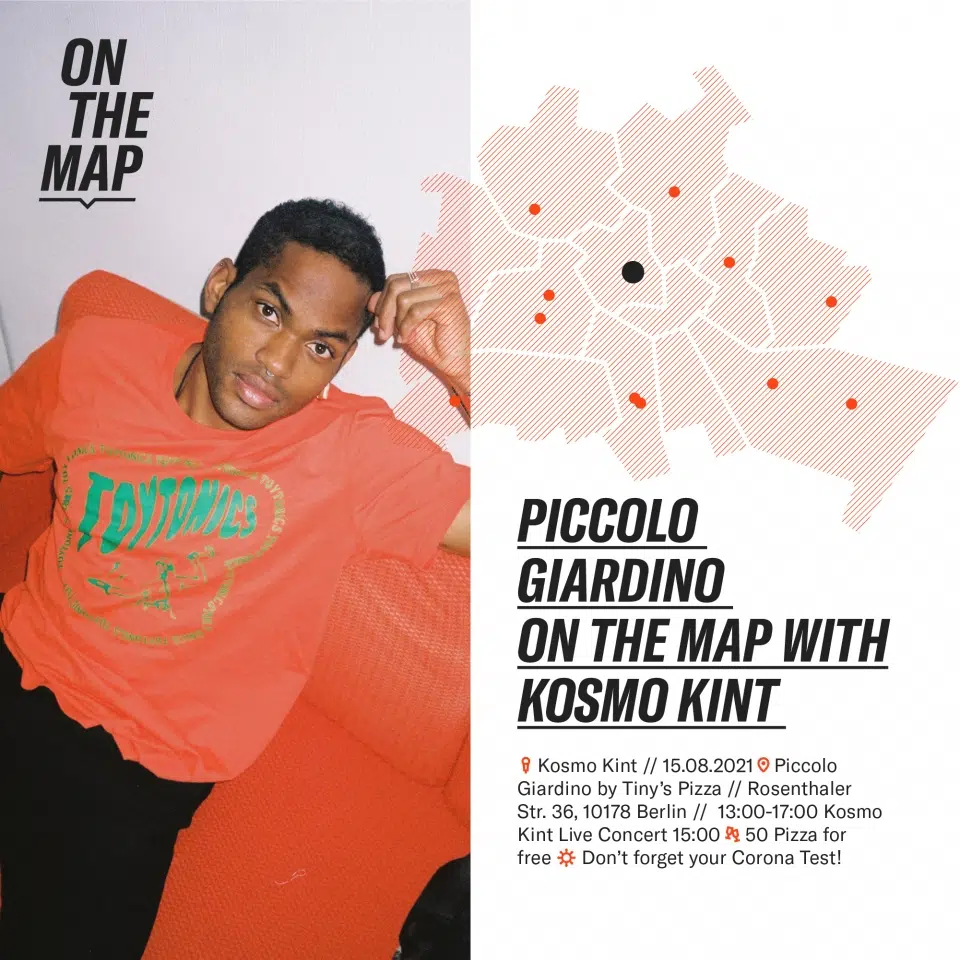 ON
THE
MAP
TOYTONICS
PICCOLO
GIARDINO
ON THE MAP WITH
KOSMO KINT
Kosmo Kint // 15.08.2021 Piccolo
Giardino by Tiny’s Pizza // Rosenthaler
Str. 36, 10178 Berlin // 13:00-17:00 Kosmo
Kint Live Concert 15:00 50 Pizza for
free Don’t forget your Corona Test!